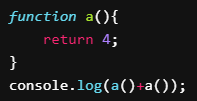 function a(){
    return 4;
}
console.log(a()+a());